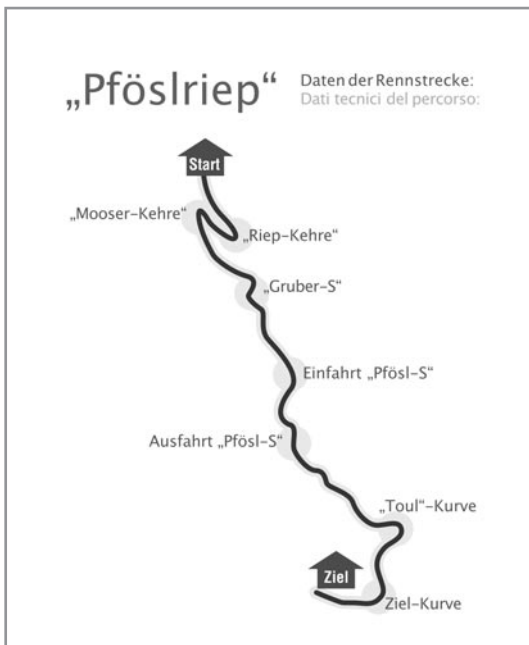 „Pföslriep“
Daten der Rennstrecke:
Dati tecnici del percorso:
Start
„Mooser-Kehre“
„Riep-Kehre“
„Gruber-S“
Einfahrt „Pfösl-S“
Ausfahrt „Pfösl-S“
„Toul“-Kurve
Ziel
Ziel-Kurve